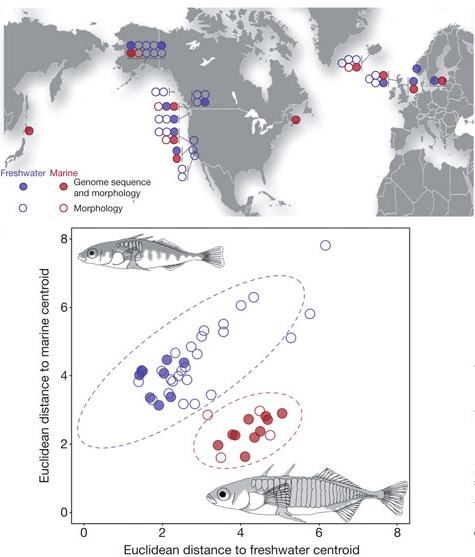 Freshwater Marine
Genome sequence
and morphology
Morphology
Euclidean distance to marine centroid
8
6
4
2
0
0 2 4 6 8
Euclidean distance to freshwater centroid